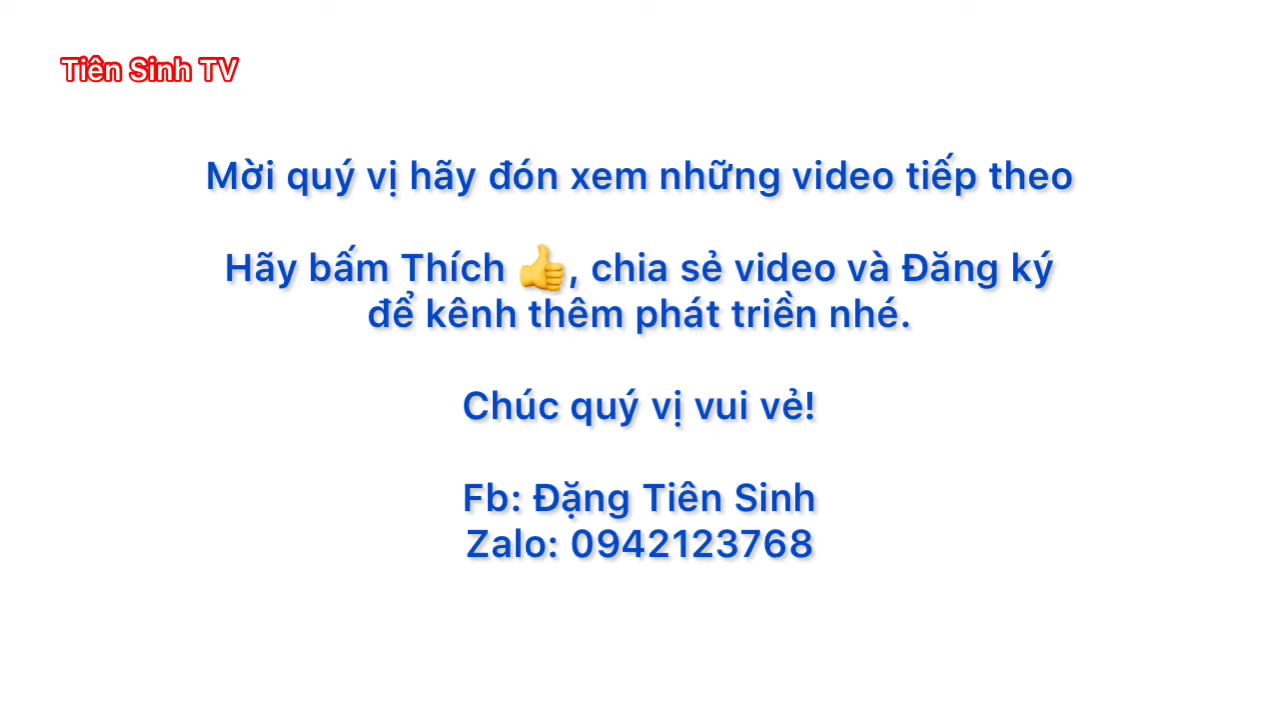 Tiên Sinh TV
Mời quý vị hãy đón xem những video tiếp theo
Hãy bấm Thích 👍, chia sẻ video và Đăng ký
để kênh thêm phát triền nhé.
Chúc quý vị vui vẻ!
Fb: Đặng Tiên Sinh
Zalo: 0942123768